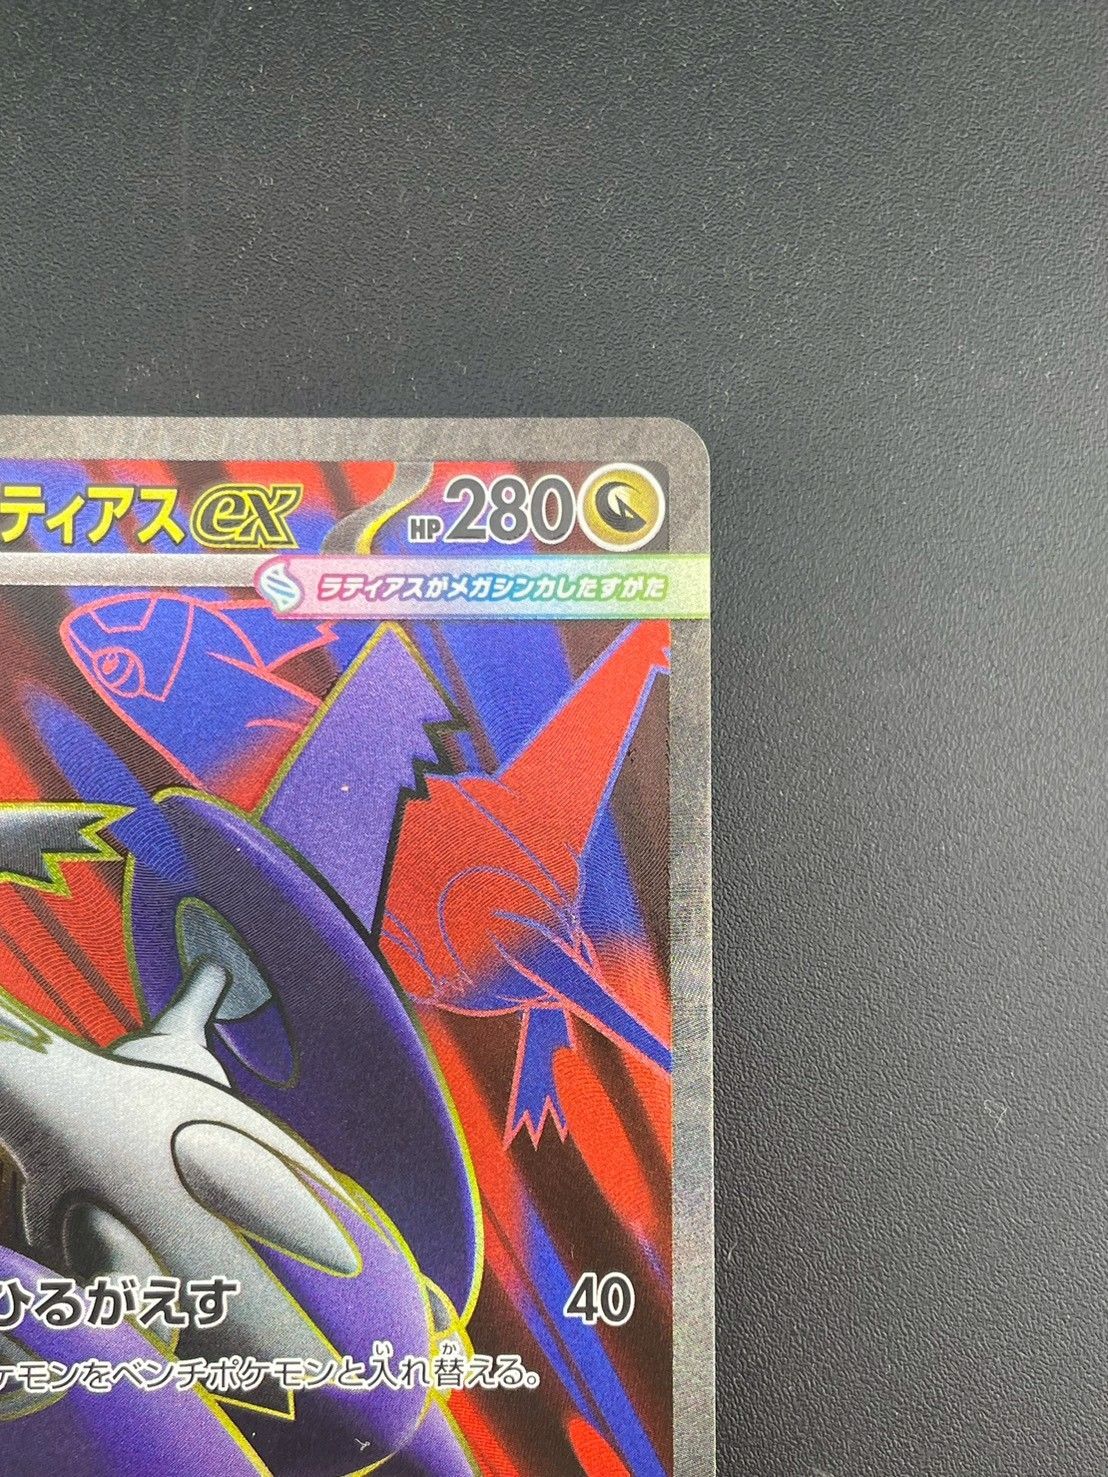 ティアスex HP280
ラティアスがメガシンカしたすがた
ひるがえす 40
ケモンをベンチポケモンと入れ替える。